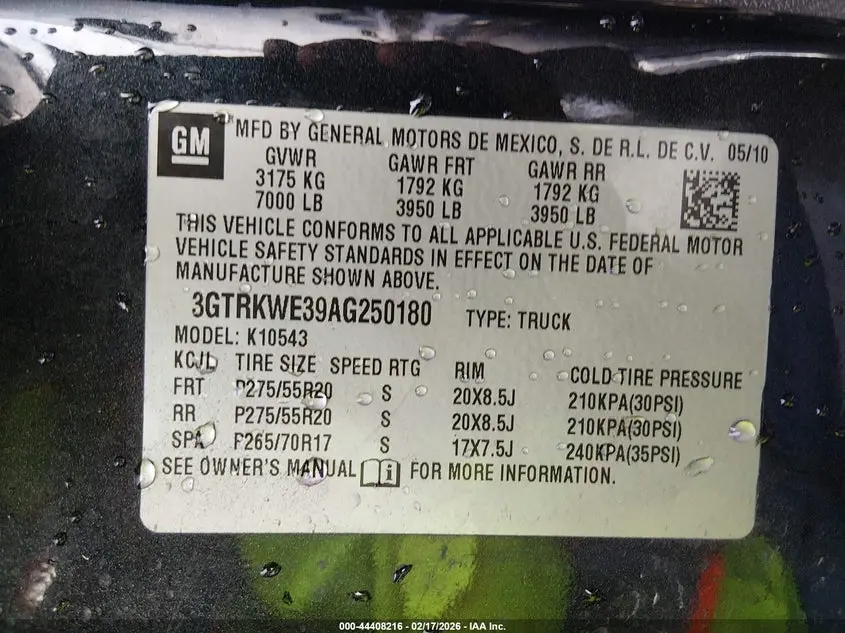 GM MFD BY GENERAL MOTORS DE MEXICO, S. DE R.L. DE C.V. 05/10
GVWR GAWR FRT GAWR RR
3175 KG 1792 KG 1792 KG
7000 LB 3950 LB 3950 LB
THIS VEHICLE CONFORMS TO ALL APPLICABLE U.S. FEDERAL MOTOR
VEHICLE SAFETY STANDARDS IN EFFECT ON THE DATE OF
MANUFACTURE SHOWN ABOVE.
3GTRKWE39AG250180 TYPE: TRUCK
MODEL: K10543
KCJL TIRE SIZE SPEED RTG RIM COLD TIRE PRESSURE
FRT P275/55R20 S 20X8.5J 210KPA(30PSI)
RR P275/55R20 S 20X8.5J 210KPA(30PSI)
SPA P265/70R17 S 17X7.5J 240KPA(35PSI)
SEE OWNER'S MANUAL i FOR MORE INFORMATION.
000-44408216 - 02/17/2026 - IAA Inc.